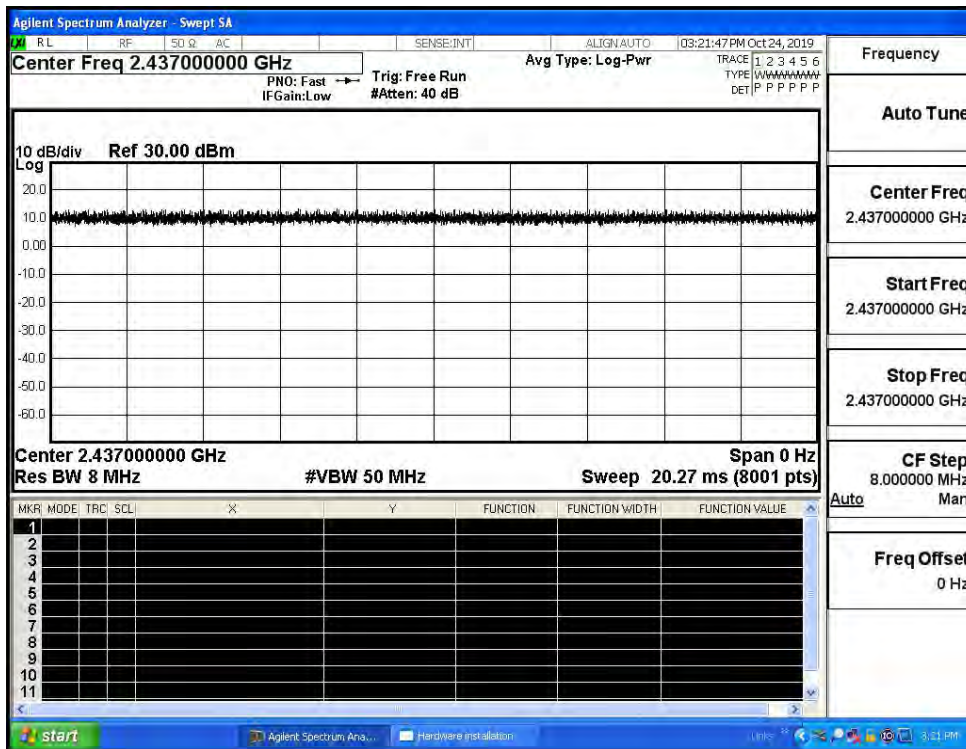 Agilent Spectrum Analyzer - Swept SA
LXI RL RF 50 Ω AC SENSE:INT ALIGN AUTO 03:21:47 PM Oct 24, 2019
Center Freq 2.437000000 GHz
PNO: Fast
IFGain:Low
Trig: Free Run
#Atten: 40 dB
Avg Type: Log-Pwr
TRACE 1 2 3 4 5 6
TYPE WWWWWW
DET P P P P P P
10 dB/div Ref 30.00 dBm
Log
20.0
10.0
0.00
-10.0
-20.0
-30.0
-40.0
-50.0
-60.0
Center 2.437000000 GHz Span 0 Hz
Res BW 8 MHz #VBW 50 MHz Sweep 20.27 ms (8001 pts)
MKR MODE TRC SCL X Y FUNCTION FUNCTION WIDTH FUNCTION VALUE
1
2
3
4
5
6
7
8
9
10
11
Frequency
Auto Tune
Center Freq
2.437000000 GHz
Start Freq
2.437000000 GHz
Stop Freq
2.437000000 GHz
CF Step
8.000000 MHz
Auto Man
Freq Offset
0 Hz
start Agilent Spectrum Ana... Hardware installation Links 3:21 PM